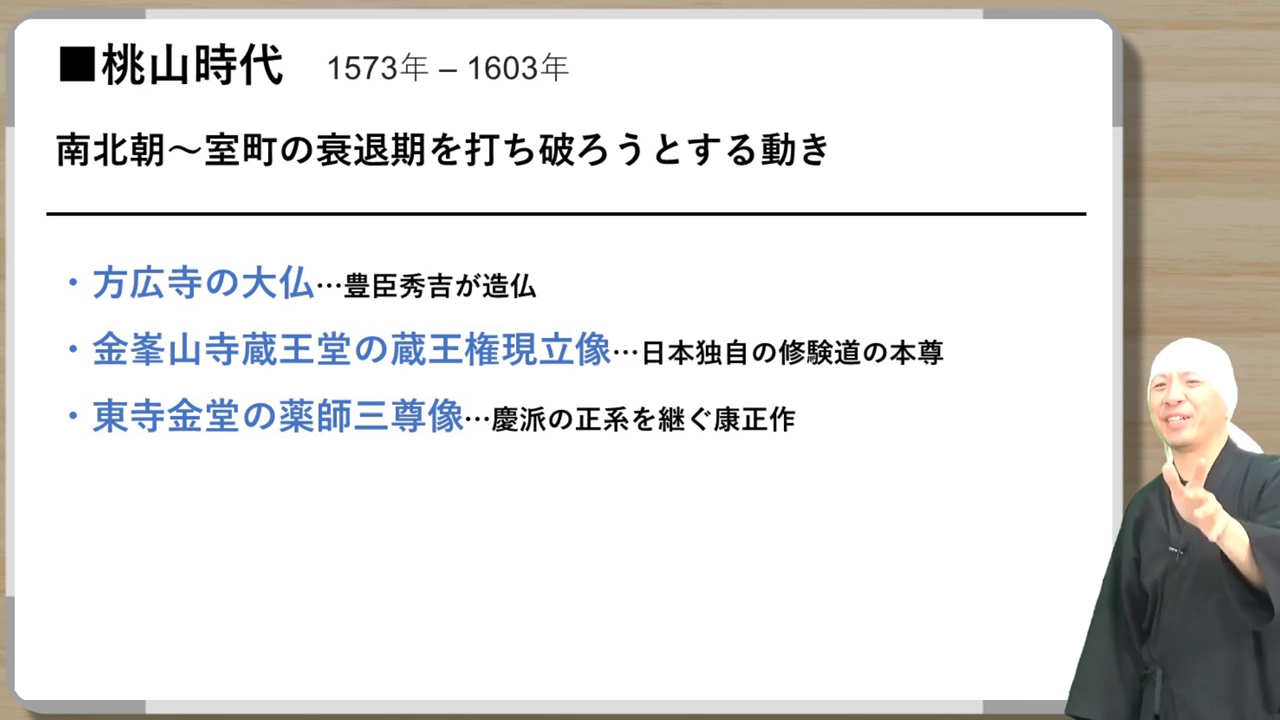 ■桃山時代 1573年 – 1603年
南北朝～室町の衰退期を打ち破ろうとする動き
・方広寺の大仏…豊臣秀吉が造仏
・金峯山寺蔵王堂の蔵王権現立像…日本独自の修験道の本尊
・東寺金堂の薬師三尊像…慶派の正系を継ぐ康正作